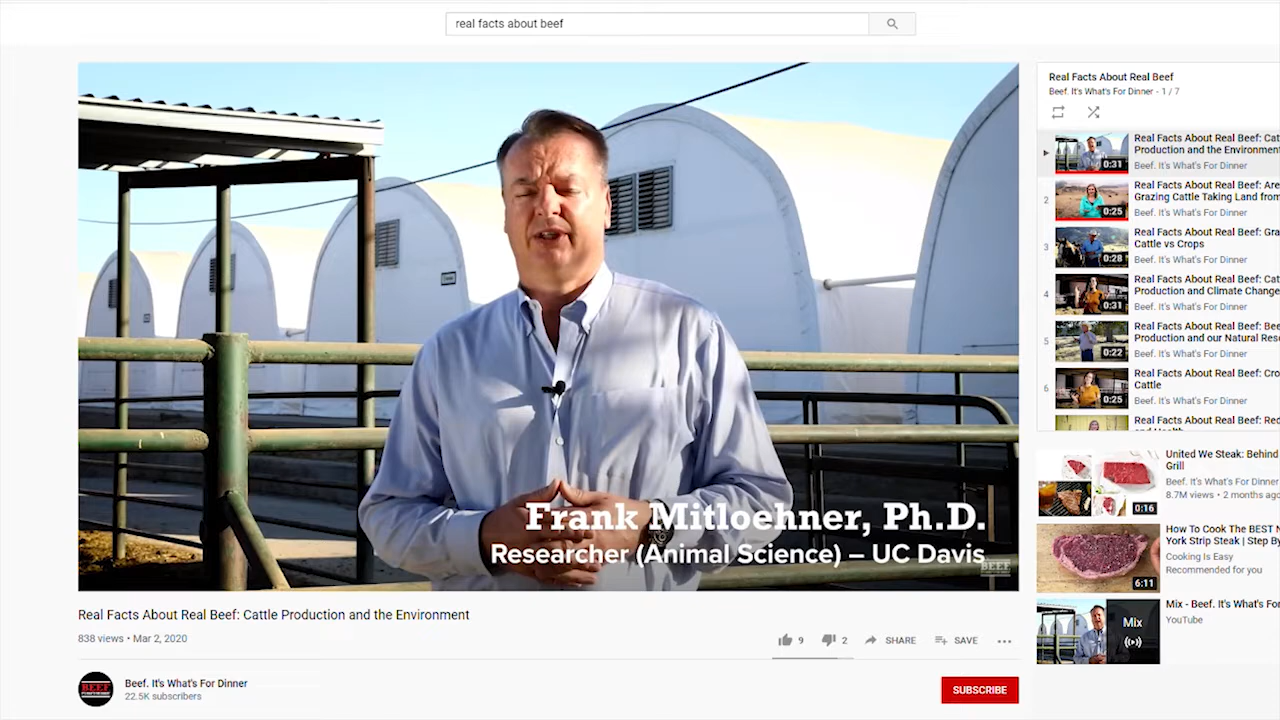 real facts about beef
Frank Mitloehner, Ph.D.
Researcher (Animal Science) – UC Davis
BEEF
Real Facts About Real Beef: Cattle Production and the Environment
838 views • Mar 2, 2020
9
2
SHARE
SAVE
BEEF
Beef. It's What's For Dinner
22.5K subscribers
SUBSCRIBE
Real Facts About Real Beef
Beef. It's What's For Dinner - 1 / 7
Real Facts About Real Beef: Cat
Production and the Environment
Beef. It's What's For Dinner
0:31
2
Real Facts About Real Beef: Are
Grazing Cattle Taking Land from
Beef. It's What's For Dinner
0:25
3
Real Facts About Real Beef: Gra
Cattle vs Crops
Beef. It's What's For Dinner
0:28
4
Real Facts About Real Beef: Cat
Production and Climate Change
Beef. It's What's For Dinner
0:31
5
Real Facts About Real Beef: Bee
Production and our Natural Res
Beef. It's What's For Dinner
0:22
6
Real Facts About Real Beef: Cro
Cattle
Beef. It's What's For Dinner
0:25
Real Facts About Real Beef: Red
United We Steak: Behind
Grill
Beef. It's What's For Dinner
8.7M views • 2 months ago
0:16
How To Cook The BEST N
York Strip Steak | Step By
Cooking Is Easy
Recommended for you
6:11
Mix - Beef. It's What's For
YouTube
Mix